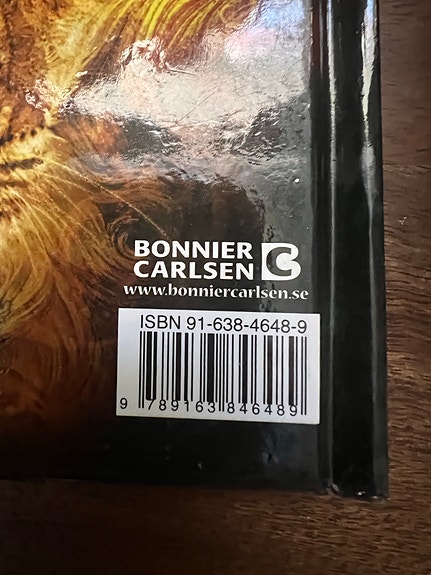 BONNIER
CARLSEN
www.bonniercarlsen.se
ISBN 91-638-4648-9
9 789163 846489